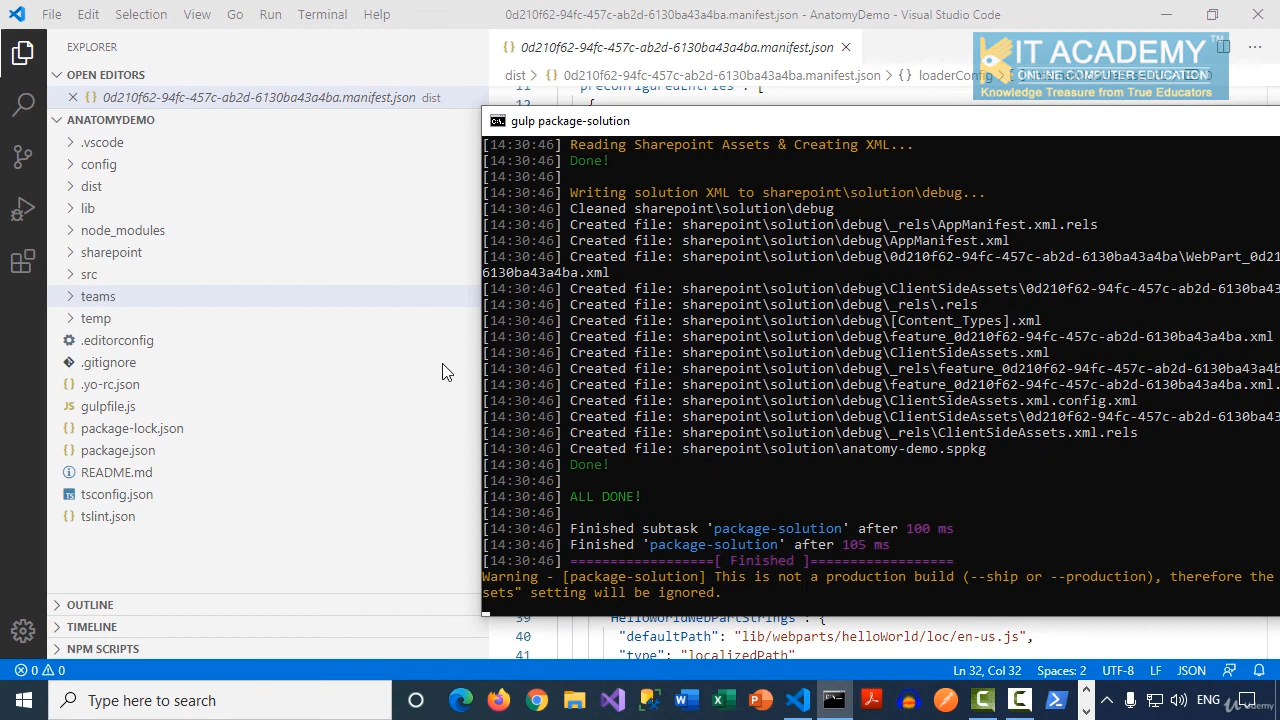 File Edit Selection View Go Run Terminal Help
0d210f62-94fc-457c-ab2d-6130ba43a4ba.manifest.json - AnatomyDemo - Visual Studio Code
EXPLORER
OPEN EDITORS
0d210f62-94fc-457c-ab2d-6130ba43a4ba.manifest.json dist
ANATOMYDEMO
.vscode
config
dist
lib
node_modules
sharepoint
src
teams
temp
.editorconfig
.gitignore
.yo-rc.json
JS gulpfile.js
package-lock.json
package.json
README.md
TS tsconfig.json
TS tslint.json
OUTLINE
TIMELINE
NPM SCRIPTS
{} 0d210f62-94fc-457c-ab2d-6130ba43a4ba.manifest.json
dist > {} 0d210f62-94fc-457c-ab2d-6130ba43a4ba.manifest.json > {} loaderConfig
IT ACADEMY™
ONLINE COMPUTER EDUCATION
Knowledge Treasure from True Educators
11 preconfiguredEntries : [
12 {
gulp package-solution
[14:30:46] Reading Sharepoint Assets & Creating XML...
[14:30:46] Done!
[14:30:46]
[14:30:46] Writing solution XML to sharepoint\solution\debug...
[14:30:46] Cleaned sharepoint\solution\debug
[14:30:46] Created file: sharepoint\solution\debug\_rels\AppManifest.xml.rels
[14:30:46] Created file: sharepoint\solution\debug\AppManifest.xml
[14:30:46] Created file: sharepoint\solution\debug\0d210f62-94fc-457c-ab2d-6130ba43a4ba\WebPart_0d21
6130ba43a4ba.xml
[14:30:46] Created file: sharepoint\solution\debug\ClientSideAssets\0d210f62-94fc-457c-ab2d-6130ba43
[14:30:46] Created file: sharepoint\solution\debug\_rels\.rels
[14:30:46] Created file: sharepoint\solution\debug\[Content_Types].xml
[14:30:46] Created file: sharepoint\solution\debug\feature_0d210f62-94fc-457c-ab2d-6130ba43a4ba.xml
[14:30:46] Created file: sharepoint\solution\debug\ClientSideAssets.xml
[14:30:46] Created file: sharepoint\solution\debug\_rels\feature_0d210f62-94fc-457c-ab2d-6130ba43a4b
[14:30:46] Created file: sharepoint\solution\debug\feature_0d210f62-94fc-457c-ab2d-6130ba43a4ba.xml.
[14:30:46] Created file: sharepoint\solution\debug\ClientSideAssets.xml.config.xml
[14:30:46] Created file: sharepoint\solution\debug\ClientSideAssets\0d210f62-94fc-457c-ab2d-6130ba43
[14:30:46] Created file: sharepoint\solution\debug\_rels\ClientSideAssets.xml.rels
[14:30:46] Created file: sharepoint\solution\anatomy-demo.sppkg
[14:30:46] Done!
[14:30:46]
[14:30:46] ALL DONE!
[14:30:46]
[14:30:46] Finished subtask 'package-solution' after 100 ms
[14:30:46] Finished 'package-solution' after 105 ms
[14:30:46] ==================[ Finished ]==================
Warning - [package-solution] This is not a production build (--ship or --production), therefore the
sets" setting will be ignored.
39 HelloWorldWebPartStrings : {
40 "defaultPath": "lib/webparts/helloWorld/loc/en-us.js",
41 "type": "localizedPath"
0 0 Ln 32, Col 32 Spaces: 2 UTF-8 LF JSON
Type here to search
ENG
Udemy